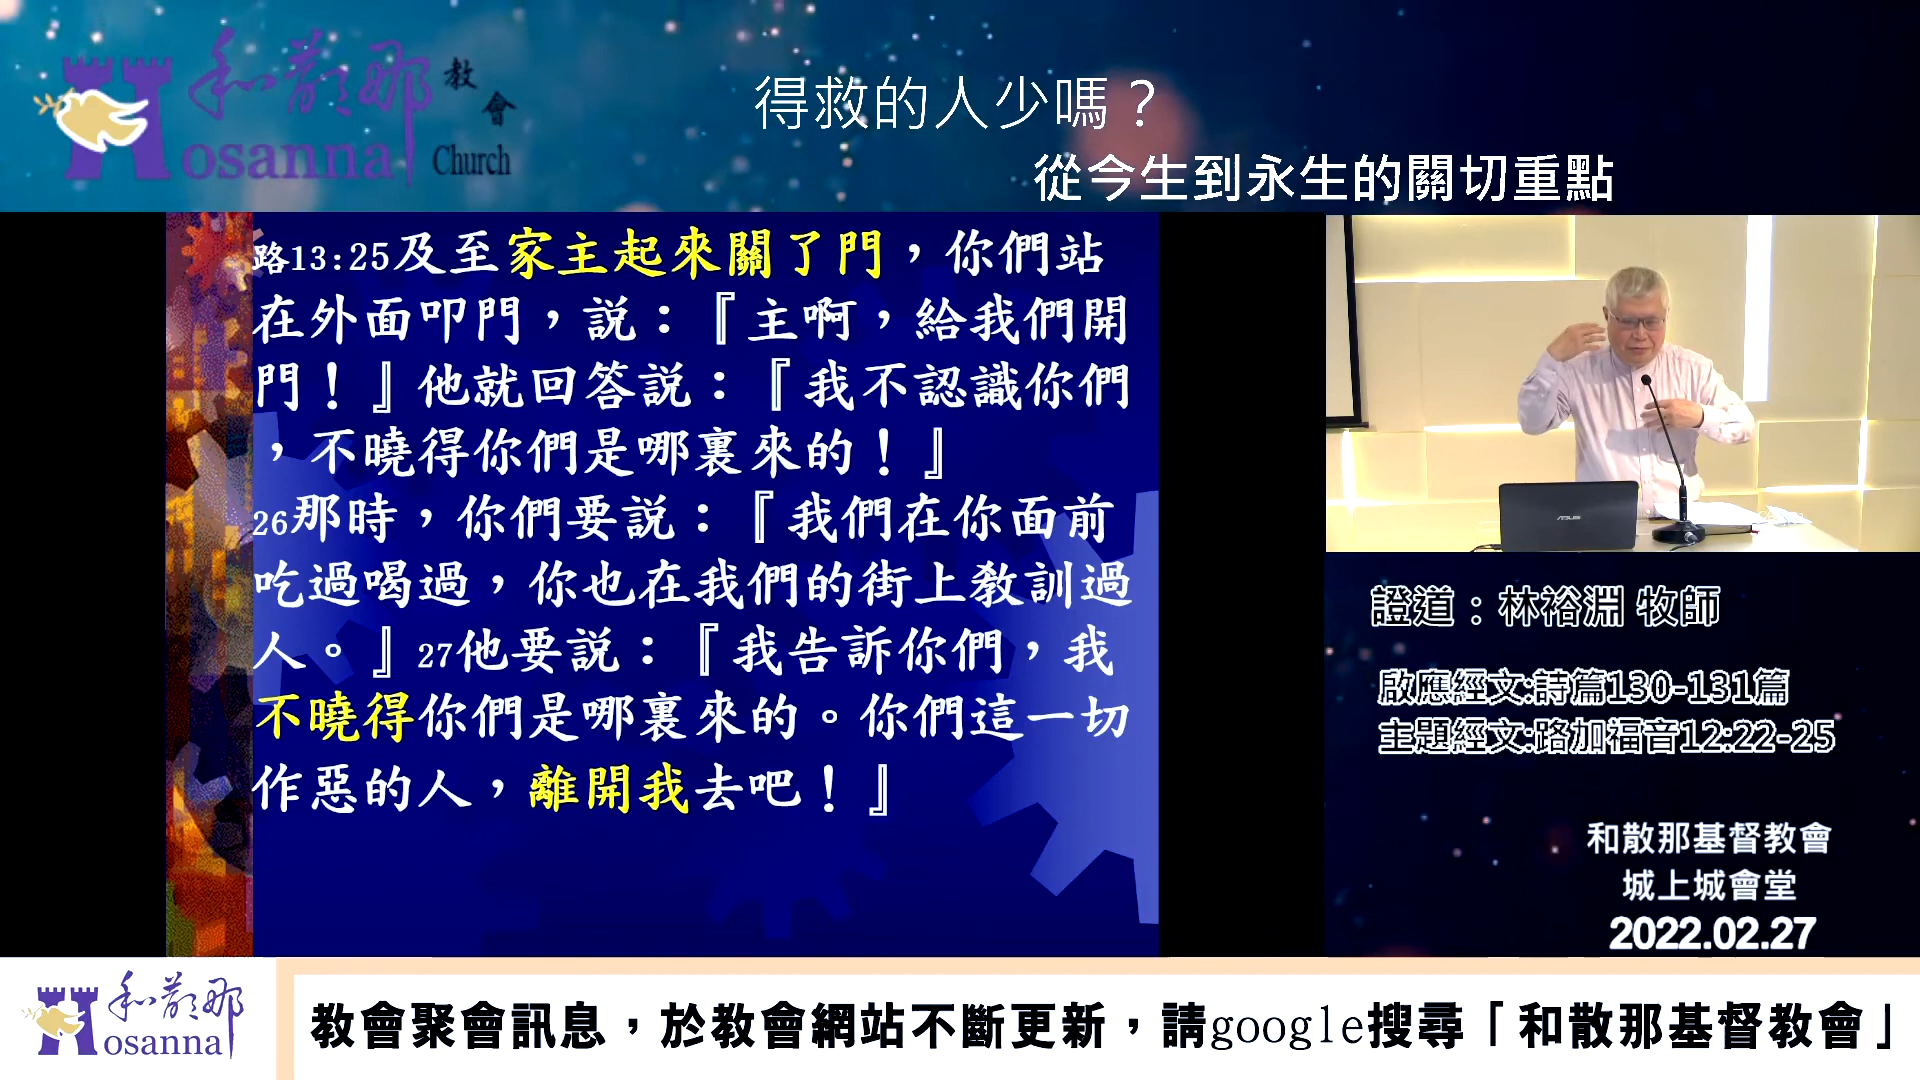 和散那教會
Hosanna Church
得救的人少嗎？
從今生到永生的關切重點
路13:25及至家主起來關了門，你們站
在外面叩門，説：『主啊，給我們開
門！』他就回答説：『我不認識你們
，不曉得你們是哪裏來的！』
26那時，你們要説：『我們在你面前
吃過喝過，你也在我們的街上教訓過
人。』27他要説：『我告訴你們，我
不曉得你們是哪裏來的。你們這一切
作惡的人，離開我去吧！』
ASUS
證道：林裕淵 牧師
啟應經文:詩篇130-131篇
主題經文:路加福音12:22-25
和散那基督教會
城上城會堂
2022.02.27
和散那
Hosanna
教會聚會訊息，於教會網站不斷更新，請google搜尋「和散那基督教會」